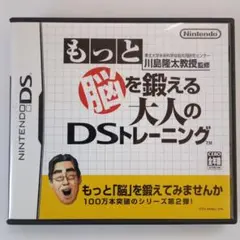 Nintendo
NINTENDO DS
東北大学未来科学技術共同研究センター
川島隆太教授 監修
もっと
脳を鍛える
大人の
DSトレーニング
CERO
全年齢
もっと「脳」を鍛えてみませんか
100万本突破のシリーズ第2弾!